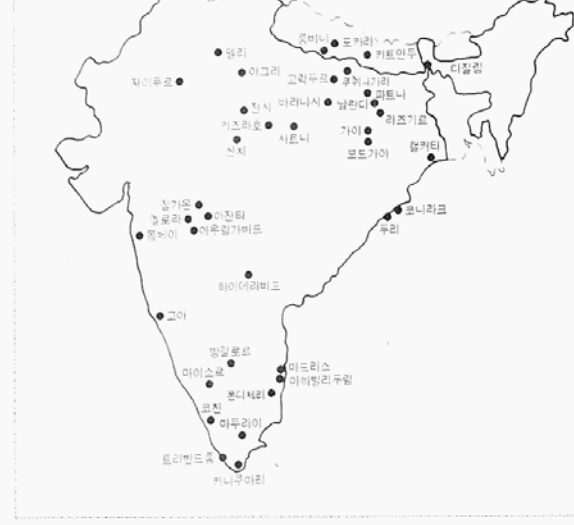 룸비니
포카라
델리
카트만두
다질링
아그라
자이푸르
고락푸르
쿠쉬나가라
파트나
바라나시
날란다
잔시
라즈기르
카즈라호
사트나
가야
산치
보드가야
캘커타
잘가온
아잔타
엘로라
코나라크
아우랑가바드
봄베이
푸리
하이데라바드
고아
방갈로르
마드라스
마이소르
마하발리푸람
폰디체리
코친
마두라이
트리반드룸
카냐쿠마리